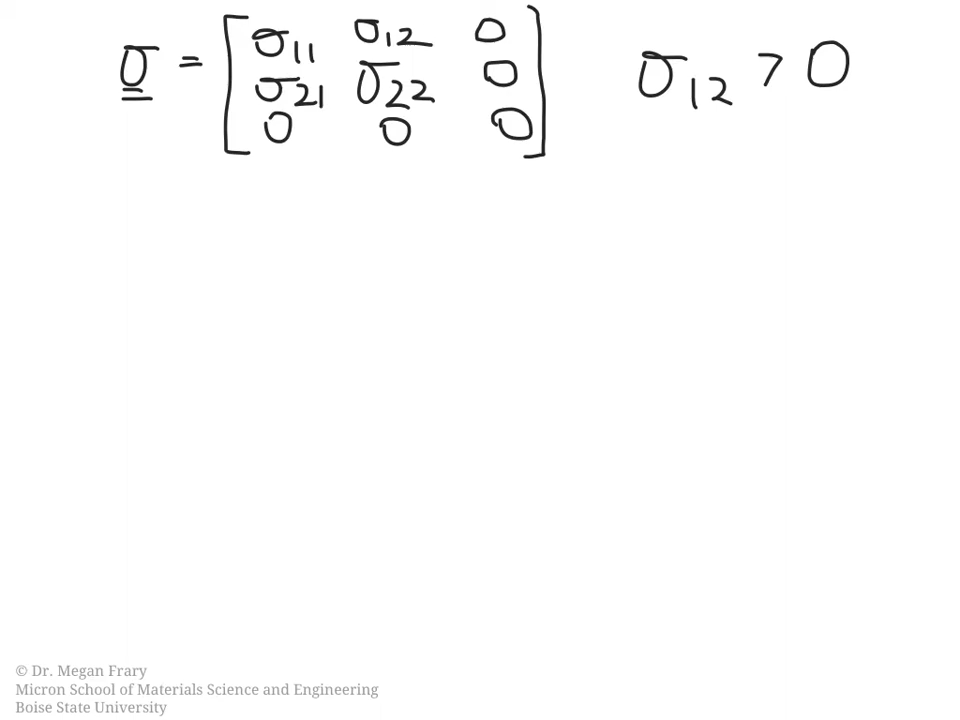 σ = [ σ11 σ12 0 σ12 > 0
σ21 σ22 0
0 0 0 ]
© Dr. Megan Frary
Micron School of Materials Science and Engineering
Boise State University